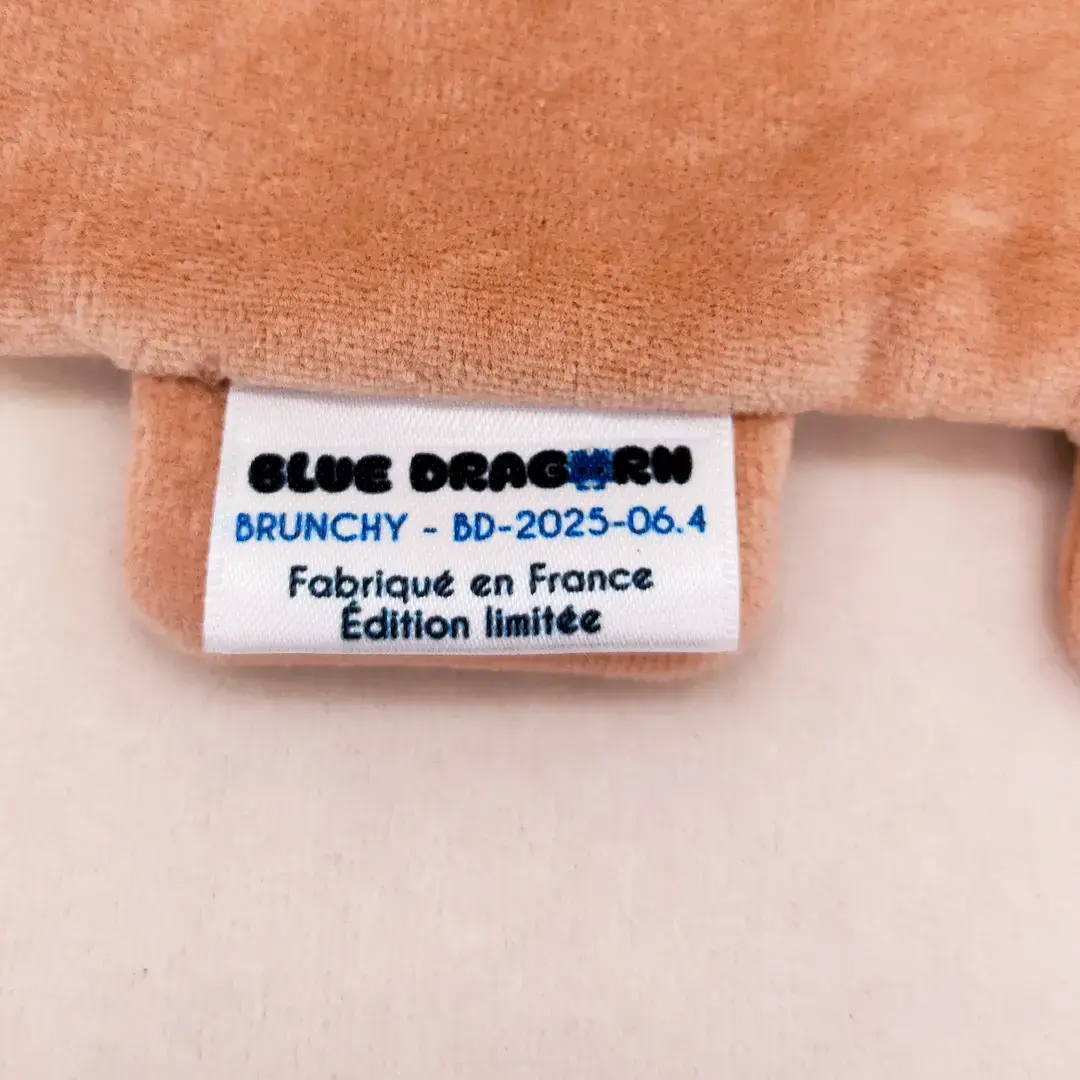 BLUE DRAGORN
BRUNCHY - BD-2025-06.4
Fabriqué en France
Édition limitée